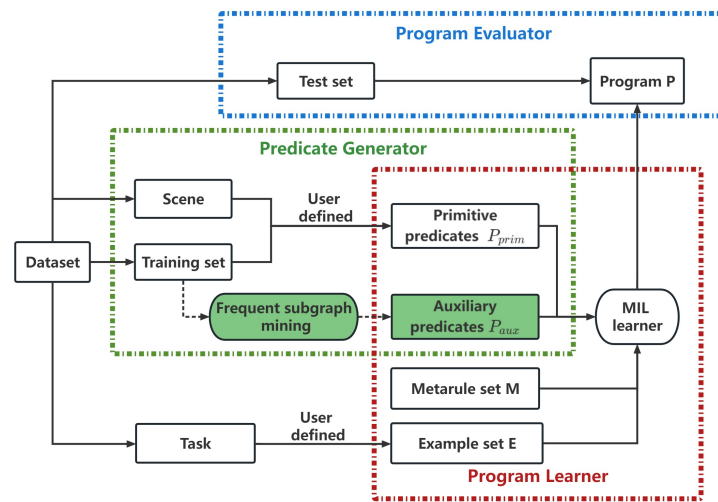 Program Evaluator
Test set
Program P
Predicate Generator
Scene
User
defined
Primitive
predicates P_prim
Dataset
Training set
Frequent subgraph
mining
Auxiliary
predicates P_aux
MIL
learner
Metarule set M
Task
User
defined
Example set E
Program Learner